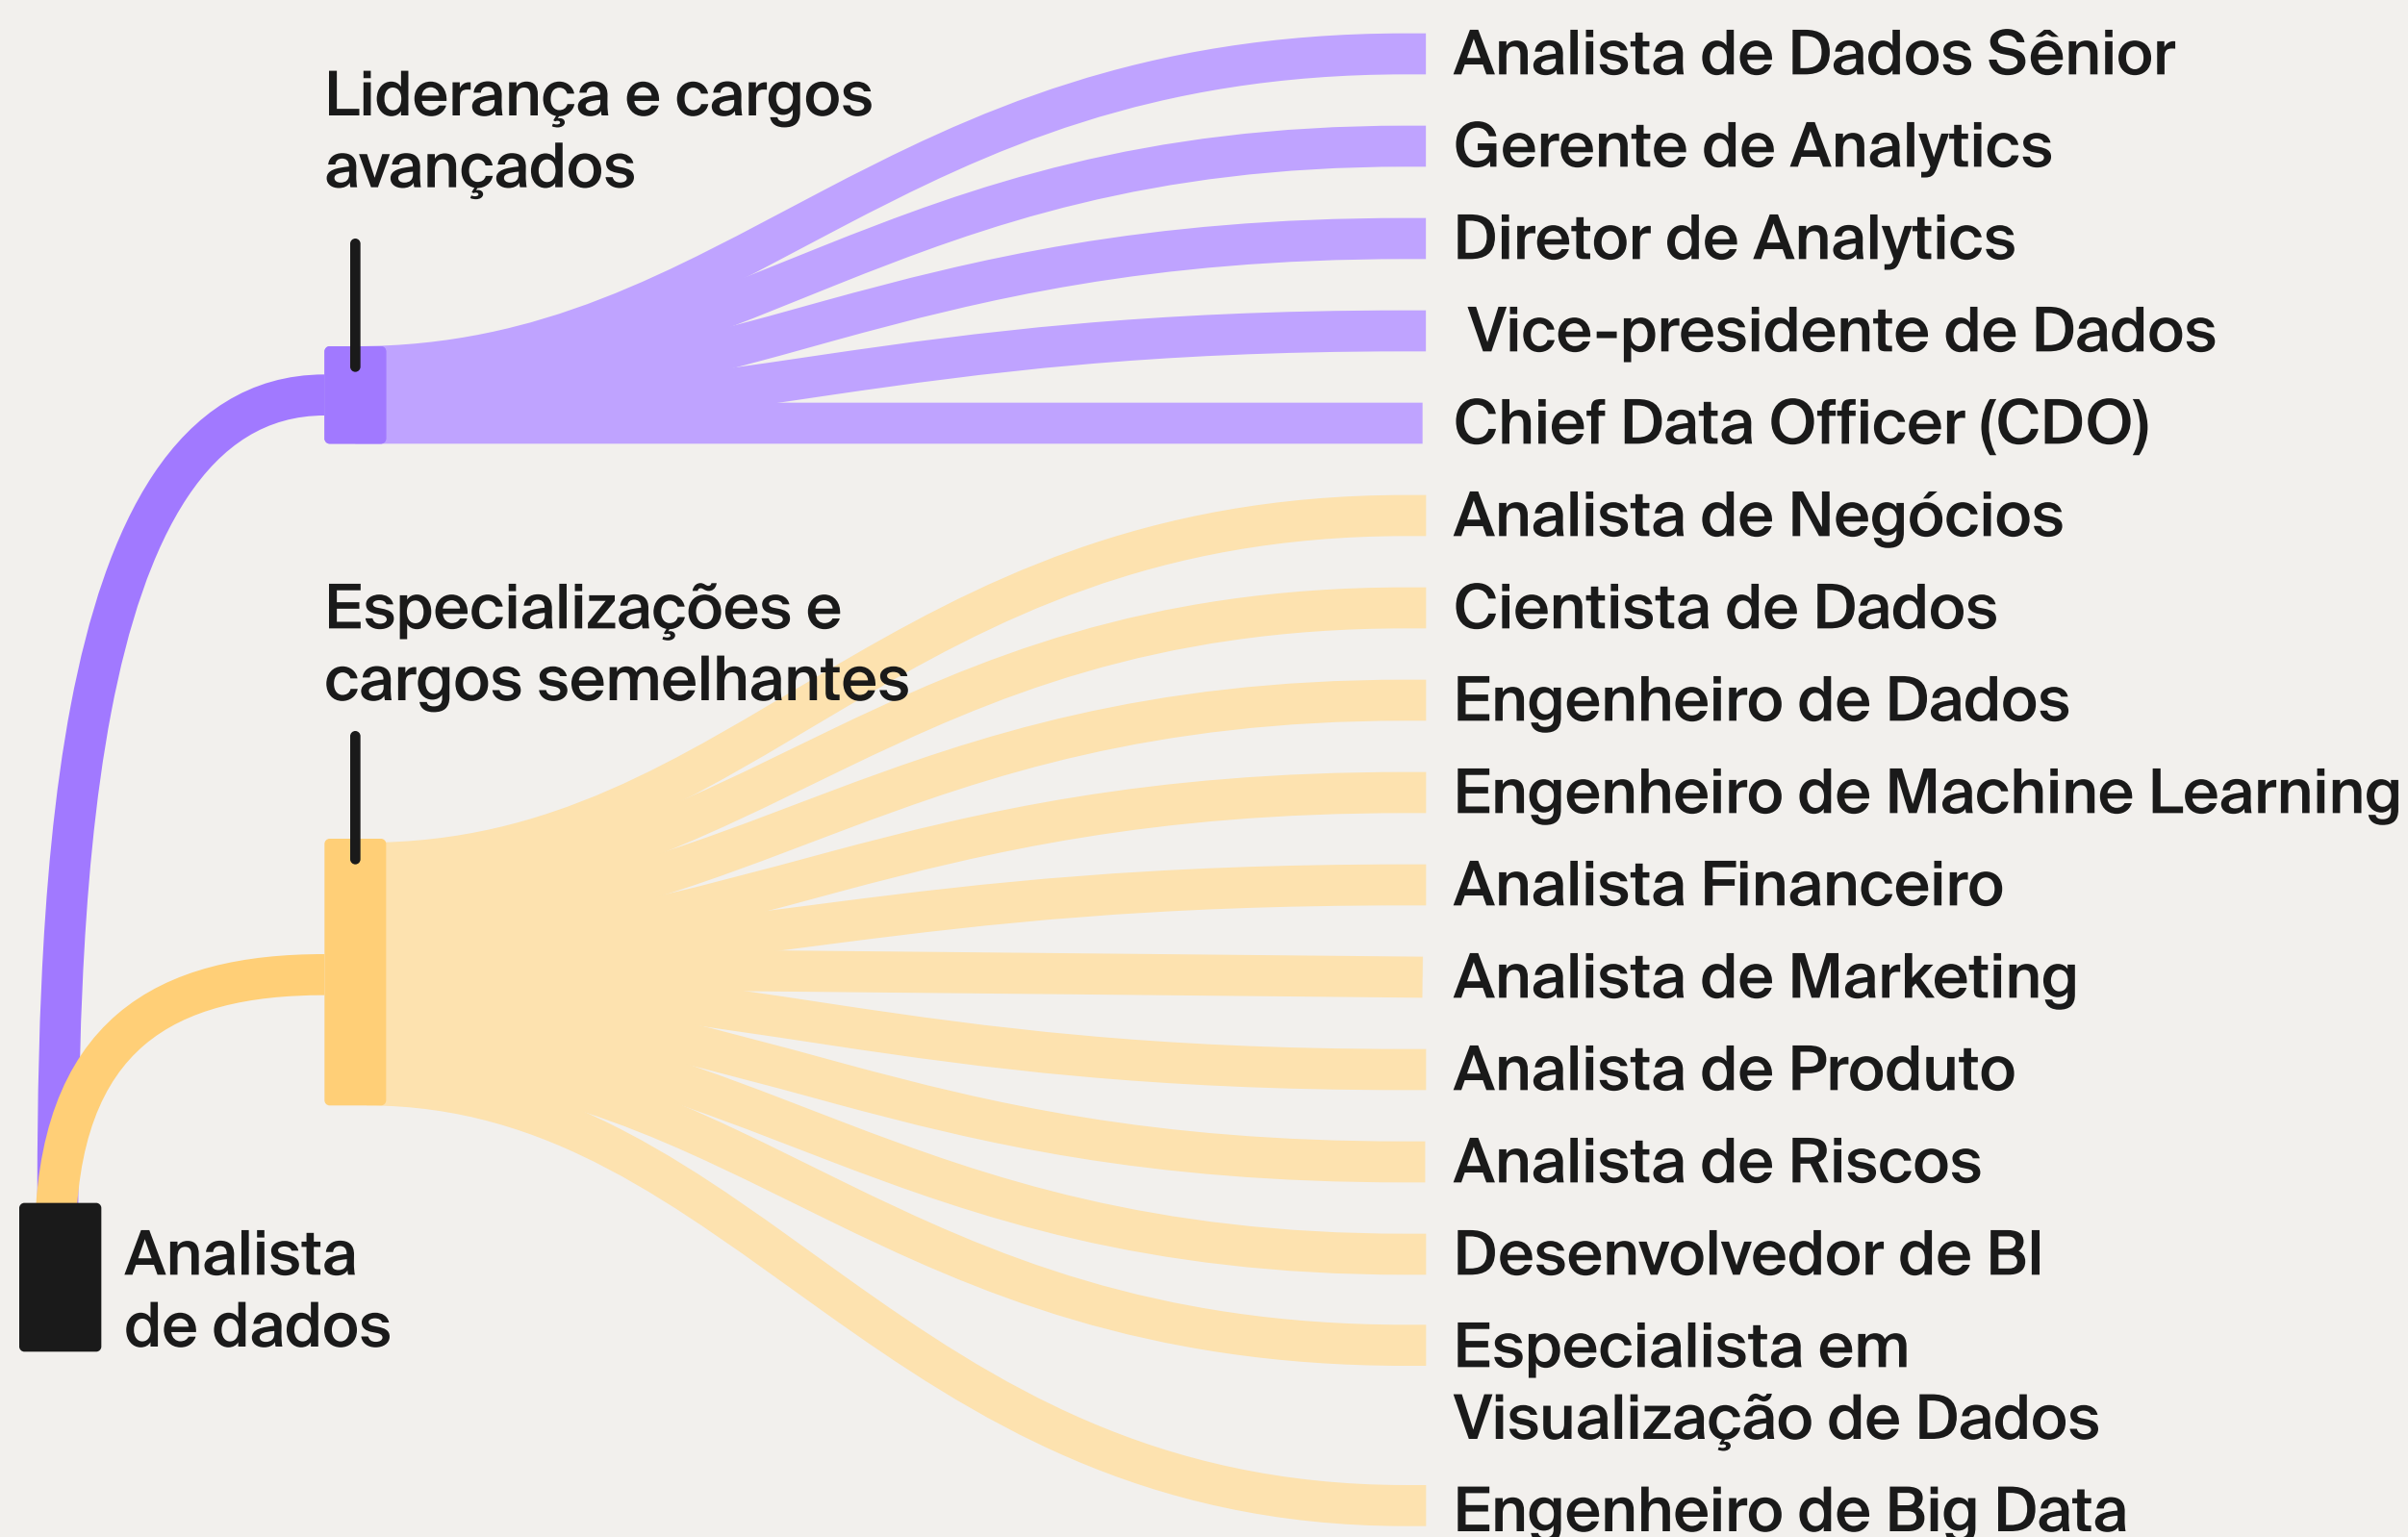 Liderança e cargos
avançados
Analista de Dados Sênior
Gerente de Analytics
Diretor de Analytics
Vice-presidente de Dados
Chief Data Officer (CDO)
Especializações e
cargos semelhantes
Analista de Negócios
Cientista de Dados
Engenheiro de Dados
Engenheiro de Machine Learning
Analista Financeiro
Analista de Marketing
Analista de Produto
Analista de Riscos
Desenvolvedor de BI
Especialista em
Visualização de Dados
Engenheiro de Big Data
Analista
de dados